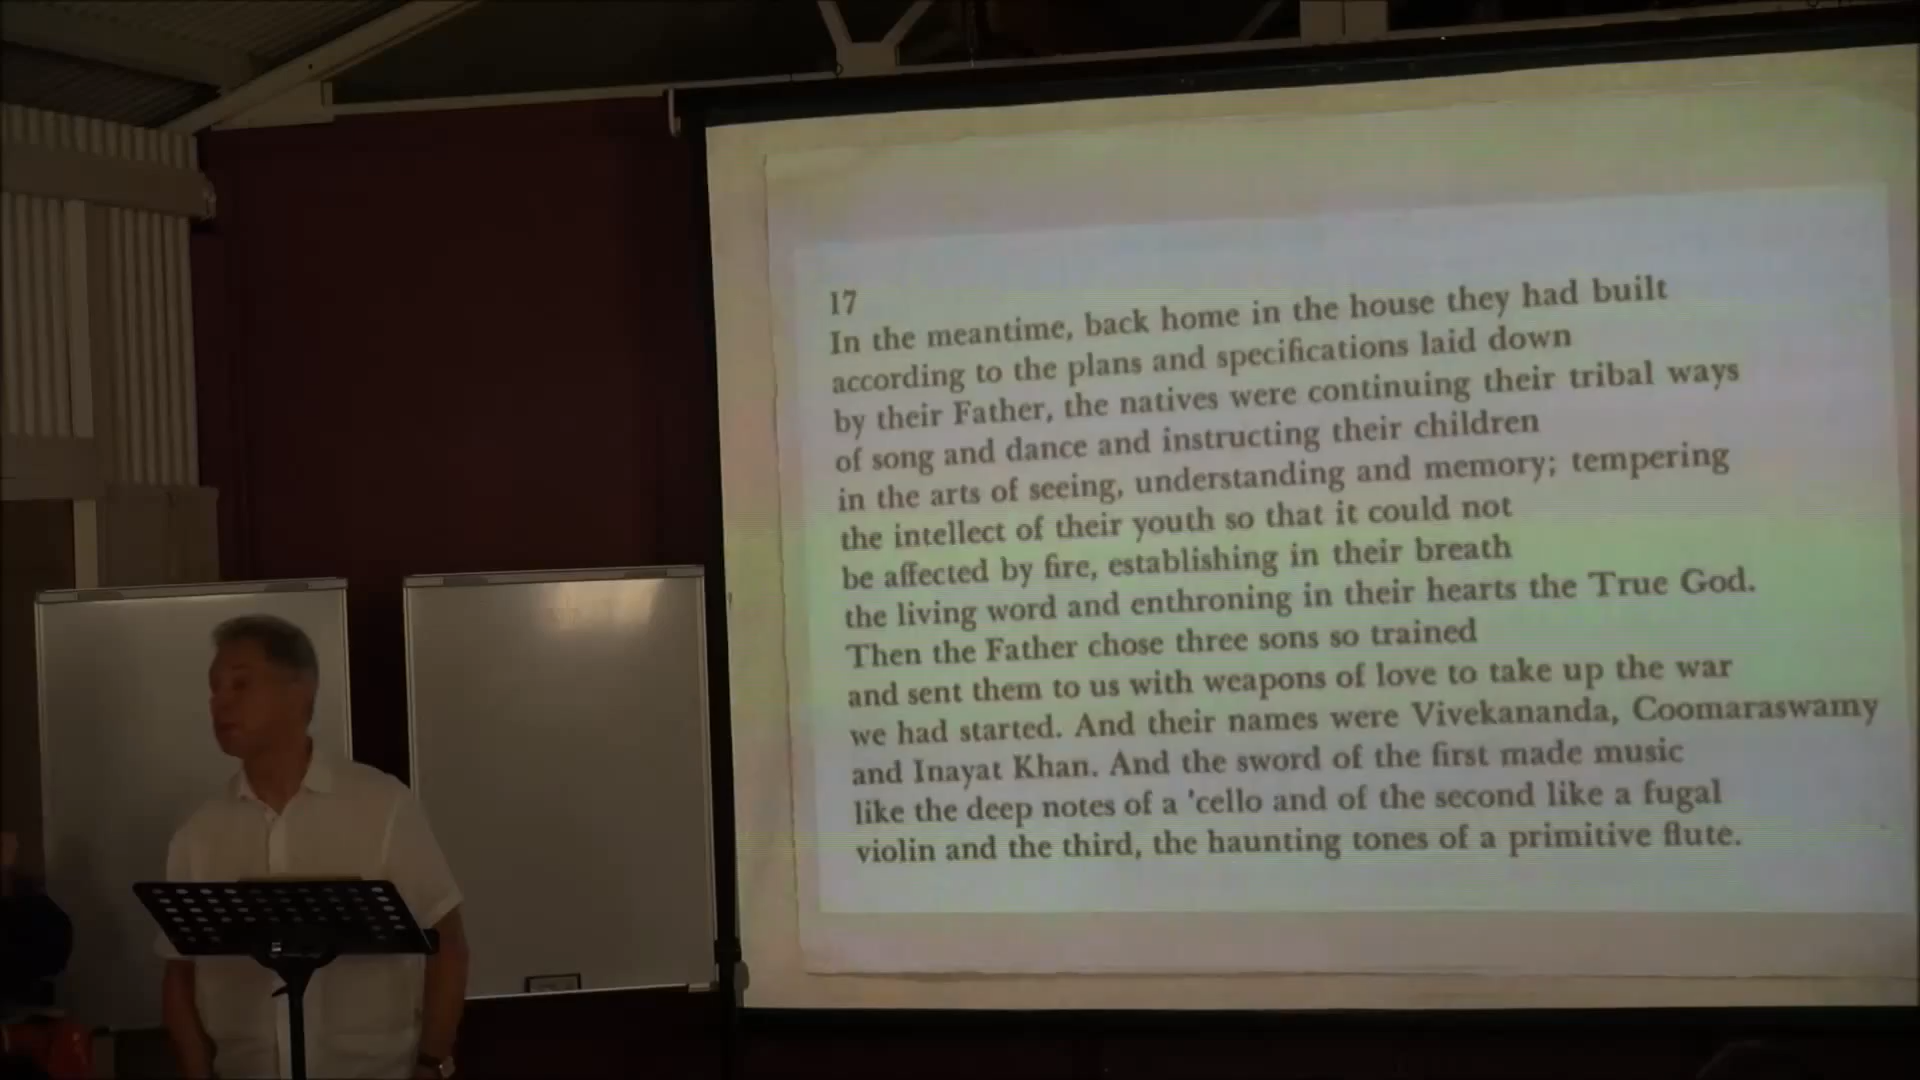 17
In the meantime, back home in the house they had built
according to the plans and specifications laid down
by their Father, the natives were continuing their tribal ways
of song and dance and instructing their children
in the arts of seeing, understanding and memory; tempering
the intellect of their youth so that it could not
be affected by fire, establishing in their breath
the living word and enthroning in their hearts the True God.
Then the Father chose three sons so trained
and sent them to us with weapons of love to take up the war
we had started. And their names were Vivekananda, Coomaraswamy
and Inayat Khan. And the sword of the first made music
like the deep notes of a 'cello and of the second like a fugal
violin and the third, the haunting tones of a primitive flute.